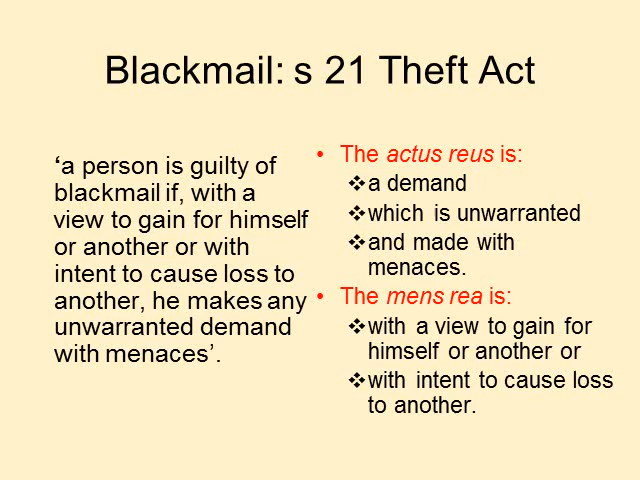 Blackmail: s 21 Theft Act
‘a person is guilty of
blackmail if, with a
view to gain for himself
or another or with
intent to cause loss to
another, he makes any
unwarranted demand
with menaces’.
• The actus reus is:
❖a demand
❖which is unwarranted
❖and made with
menaces.
• The mens rea is:
❖with a view to gain for
himself or another or
❖with intent to cause loss
to another.